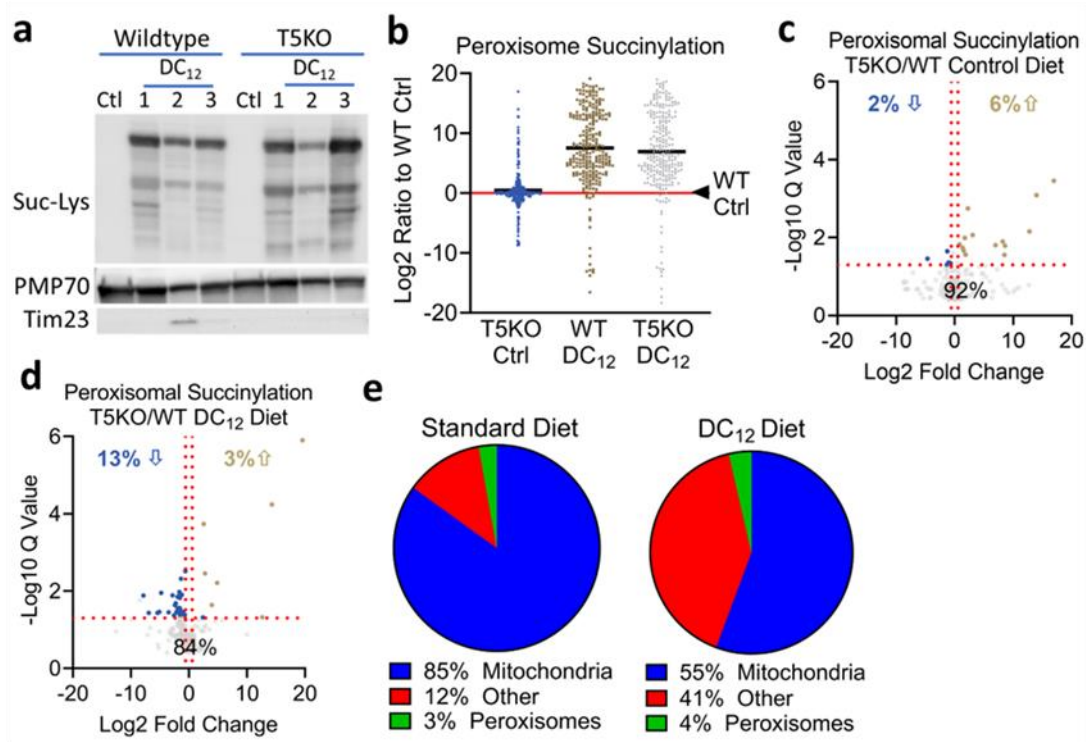 a
Wildtype T5KO
DC₁₂ DC₁₂
Ctl 1 2 3 Ctl 1 2 3
Suc-Lys
PMP70
Tim23
b
Peroxisome Succinylation
Log2 Ratio to WT Ctrl
20
10
0
-10
-20
WT
Ctrl
T5KO
Ctrl
WT
DC₁₂
T5KO
DC₁₂
c
Peroxisomal Succinylation
T5KO/WT Control Diet
2% ⇩ 6% ⇧
-Log10 Q Value
6
4
2
0
92%
-20 -10 0 10 20
Log2 Fold Change
d
Peroxisomal Succinylation
T5KO/WT DC₁₂ Diet
13% ⇩ 3% ⇧
-Log10 Q Value
6
4
2
0
84%
-20 -10 0 10 20
Log2 Fold Change
e
Standard Diet
85% Mitochondria
12% Other
3% Peroxisomes
DC₁₂ Diet
55% Mitochondria
41% Other
4% Peroxisomes